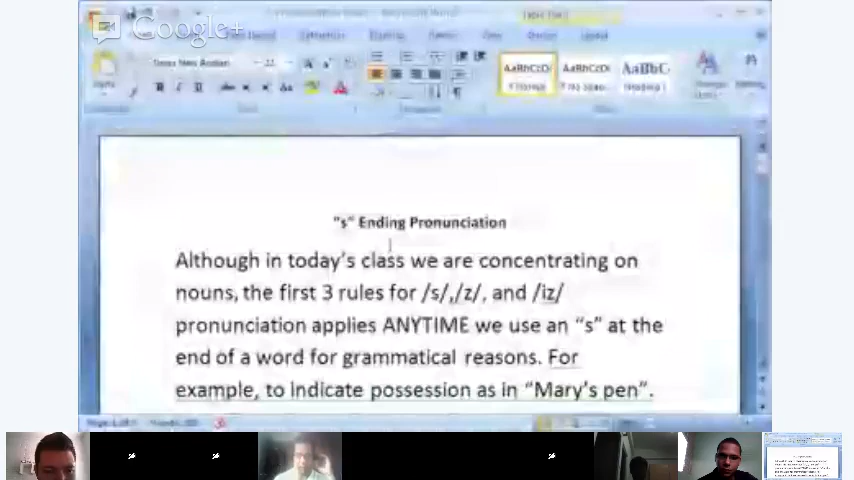 Google+
"s" Ending Pronunciation
Although in today's class we are concentrating on
nouns, the first 3 rules for /s/,/z/, and /iz/
pronunciation applies ANYTIME we use an "s" at the
end of a word for grammatical reasons. For
example, to indicate possession as in "Mary's pen".